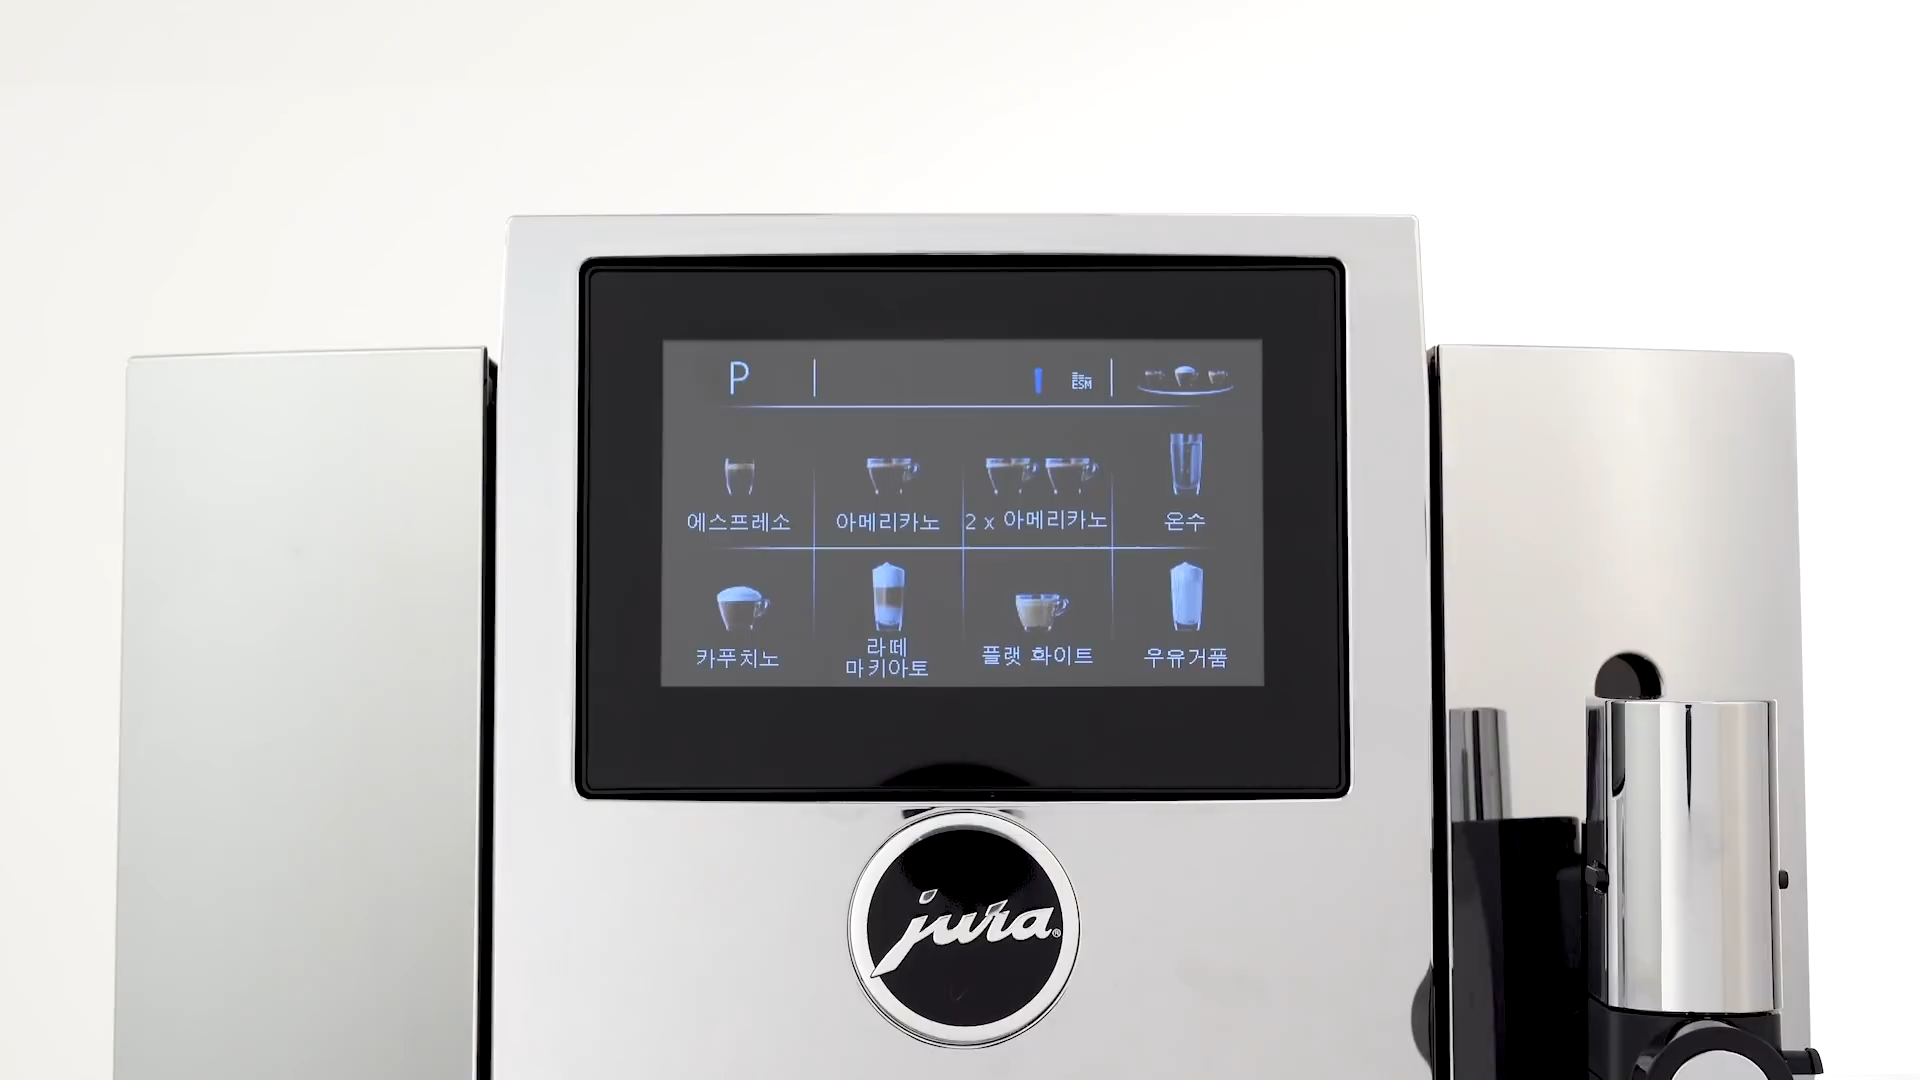 P
ESM
에스프레소
아메리카노
2 x 아메리카노
온수
카푸치노
라떼
마키아토
플랫 화이트
우유거품
jura®